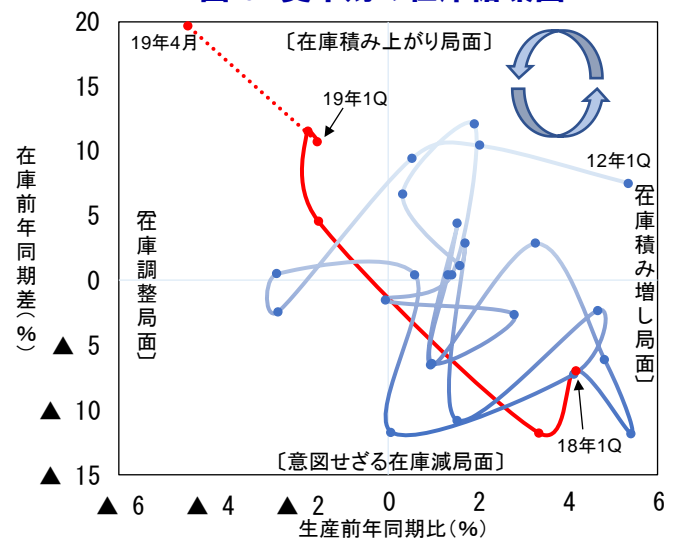 20
15
10
5
0
▲ 5
▲ 10
▲ 15
在庫前年同期差(%)
〔在庫積み上がり局面〕
19年4月
19年1Q
12年1Q
〔在庫調整局面〕
〔在庫積み増し局面〕
18年1Q
〔意図せざる在庫減局面〕
▲ 6 ▲ 4 ▲ 2 0 2 4 6
生産前年同期比(%)